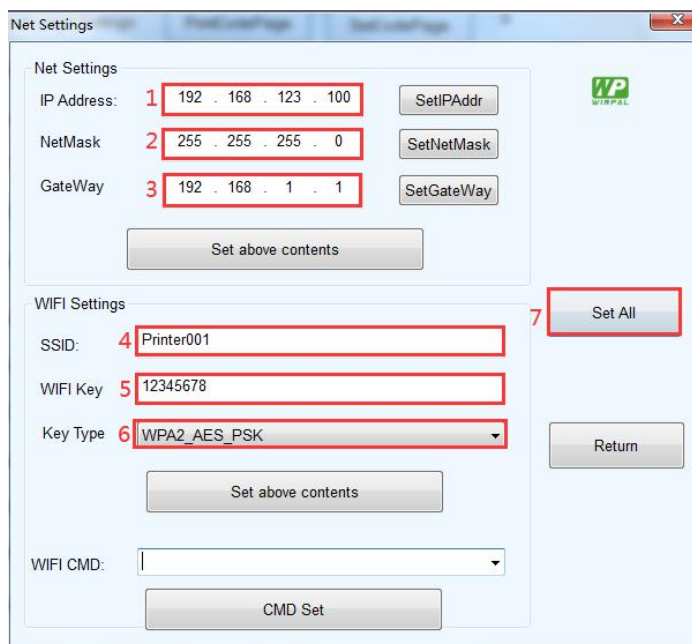 Net Settings
Net Settings
IP Address: 1 192 . 168 . 123 . 100 SetIPAddr
WP
WINPAL
NetMask 2 255 . 255 . 255 . 0 SetNetMask
GateWay 3 192 . 168 . 1 . 1 SetGateWay
Set above contents
WIFI Settings
7 Set All
SSID: 4 Printer001
WIFI Key 5 12345678
Key Type 6 WPA2_AES_PSK
Return
Set above contents
WIFI CMD:
CMD Set